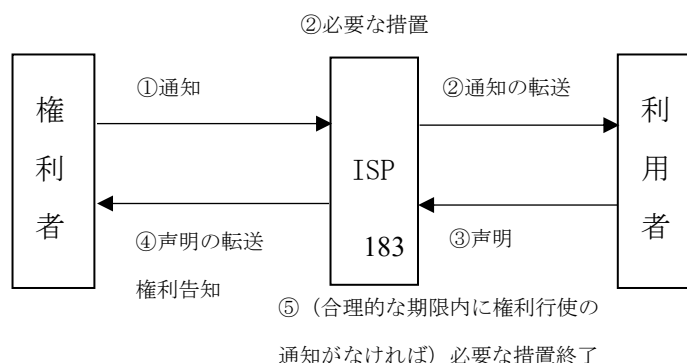 ②必要な措置
権利者
①通知
④声明の転送
権利告知
ISP
183
②通知の転送
③声明
利用者
⑤（合理的な期限内に権利行使の
通知がなければ）必要な措置終了